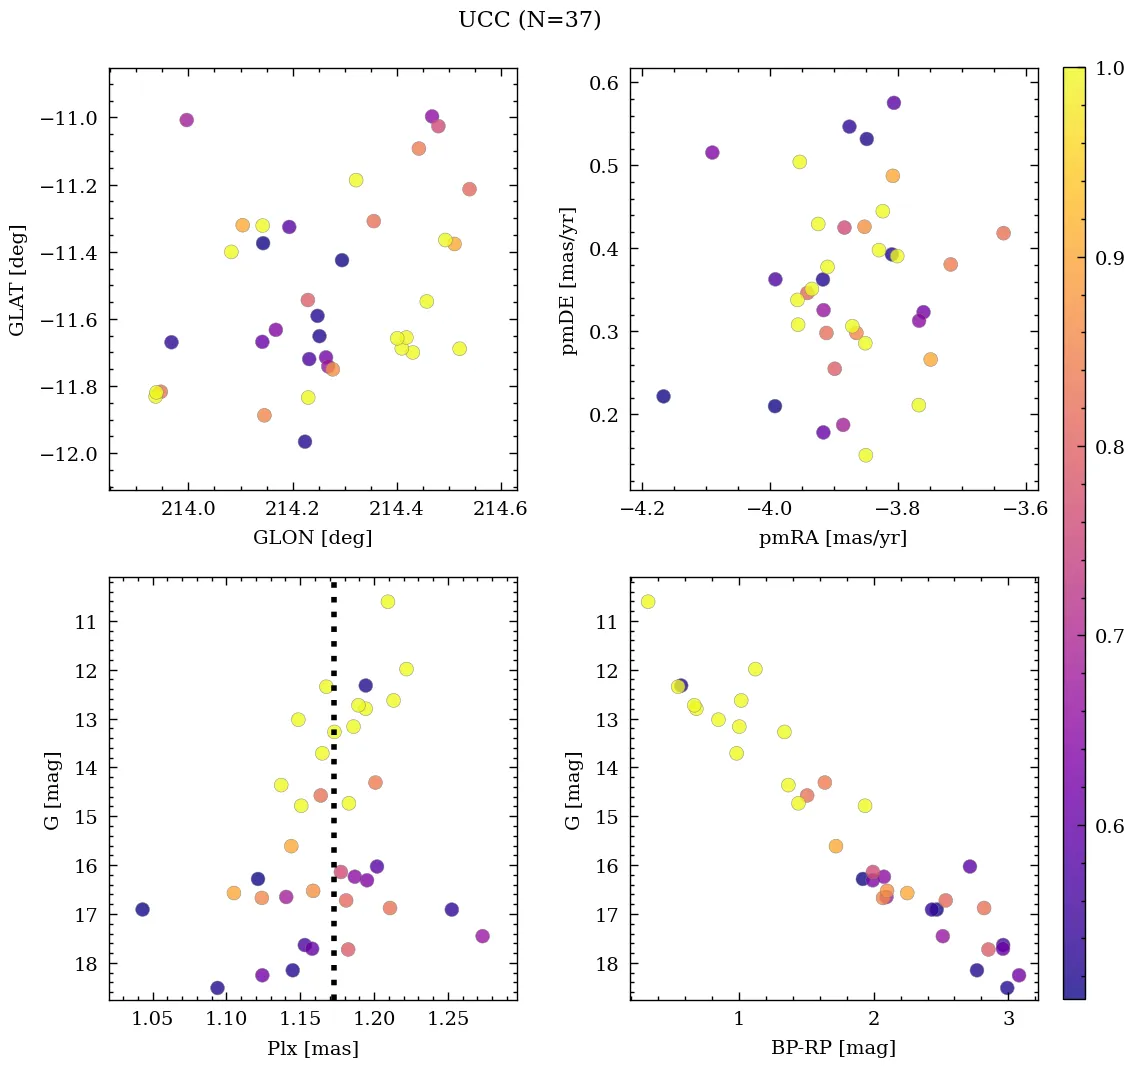 UCC (N=37)
−11.0
−11.2
−11.4
−11.6
−11.8
−12.0
GLAT [deg]
214.0 214.2 214.4 214.6
GLON [deg]
0.6
0.5
0.4
0.3
0.2
pmDE [mas/yr]
−4.2 −4.0 −3.8 −3.6
pmRA [mas/yr]
1.0
0.9
0.8
0.7
0.6
11
12
13
14
15
16
17
18
G [mag]
1.05 1.10 1.15 1.20 1.25
Plx [mas]
11
12
13
14
15
16
17
18
G [mag]
1 2 3
BP-RP [mag]